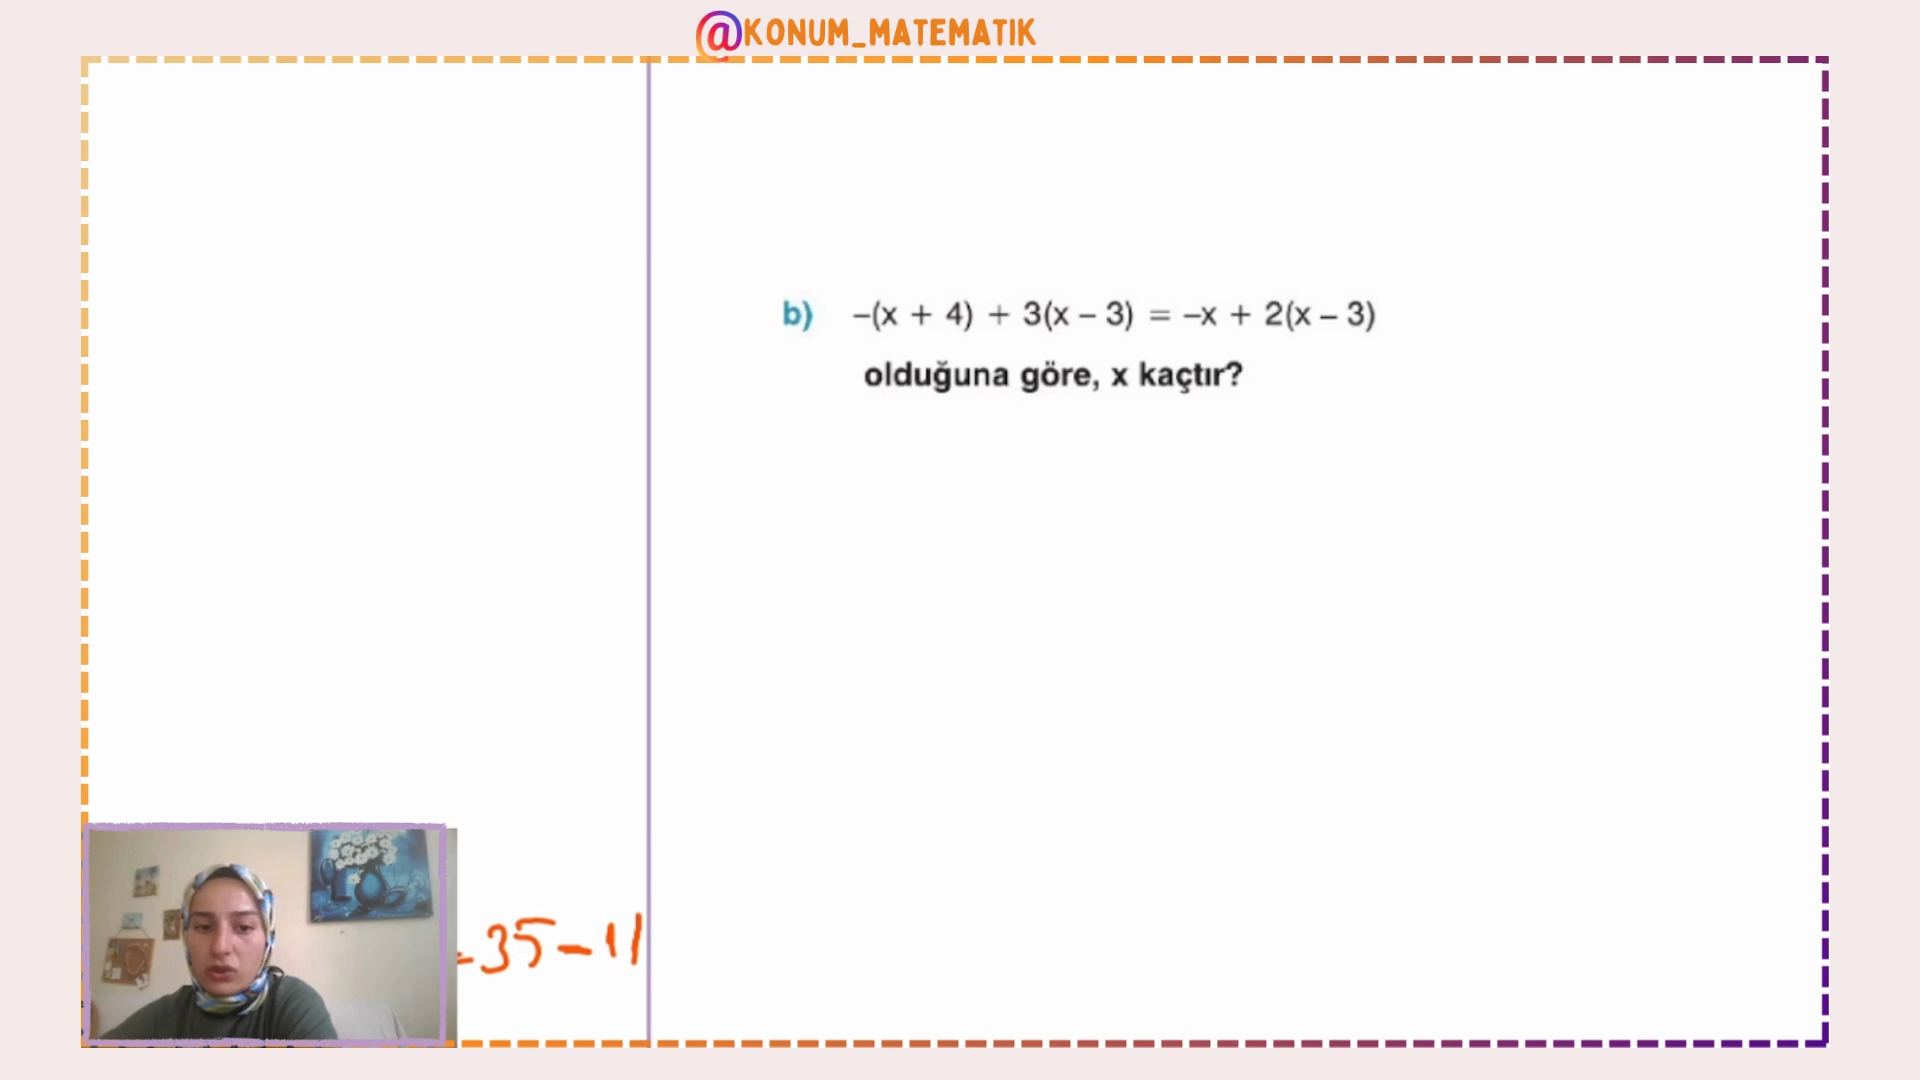 @KONUM_MATEMATIK
b) –(x + 4) + 3(x – 3) = –x + 2(x – 3)
olduğuna göre, x kaçtır?
=35-11